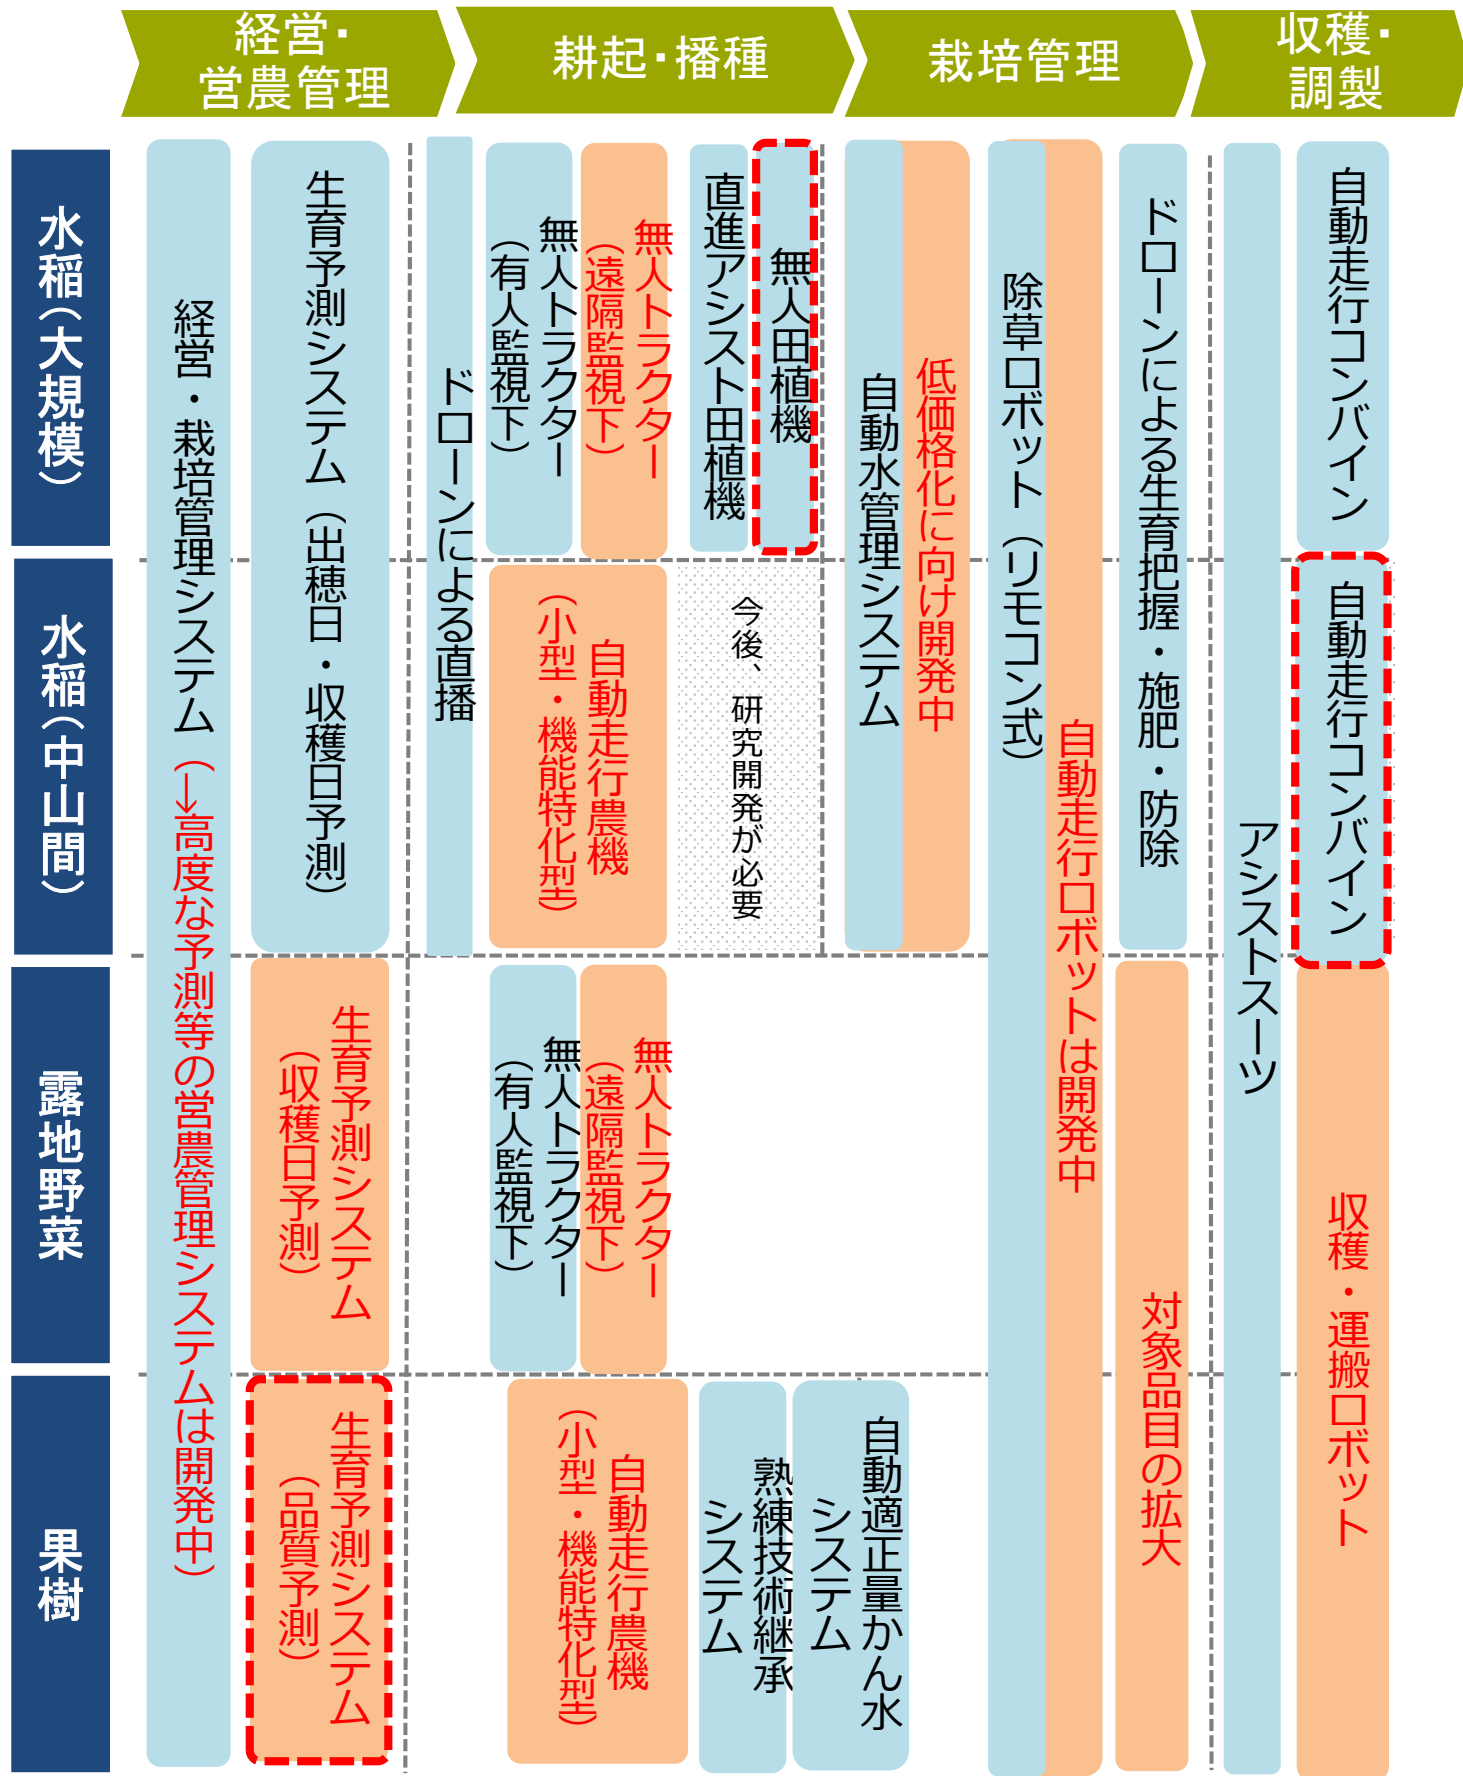 経営・
営農管理
耕起・播種
栽培管理
収穫・
調製
水稲(大規模)
水稲(中山間)
露地野菜
果樹
経営・栽培管理システム(→高度な予測等の営農管理システムは開発中)
生育予測システム(出穂日・収穫日予測)
生育予測システム
(収穫日予測)
生育予測システム
(品質予測)
ドローンによる直播
無人トラクター
(有人監視下)
無人トラクター
(遠隔監視下)
直進アシスト田植機
無人田植機
自動走行農機
(小型・機能特化型)
今後、研究開発が必要
無人トラクター
(有人監視下)
無人トラクター
(遠隔監視下)
自動走行農機
(小型・機能特化型)
熟練技術継承
システム
自動適正量かん水
システム
自動水管理システム
低価格化に向け開発中
除草ロボット(リモコン式)
自動走行ロボットは開発中
ドローンによる生育把握・施肥・防除
対象品目の拡大
アシストスーツ
自動走行コンバイン
自動走行コンバイン
収穫・運搬ロボット